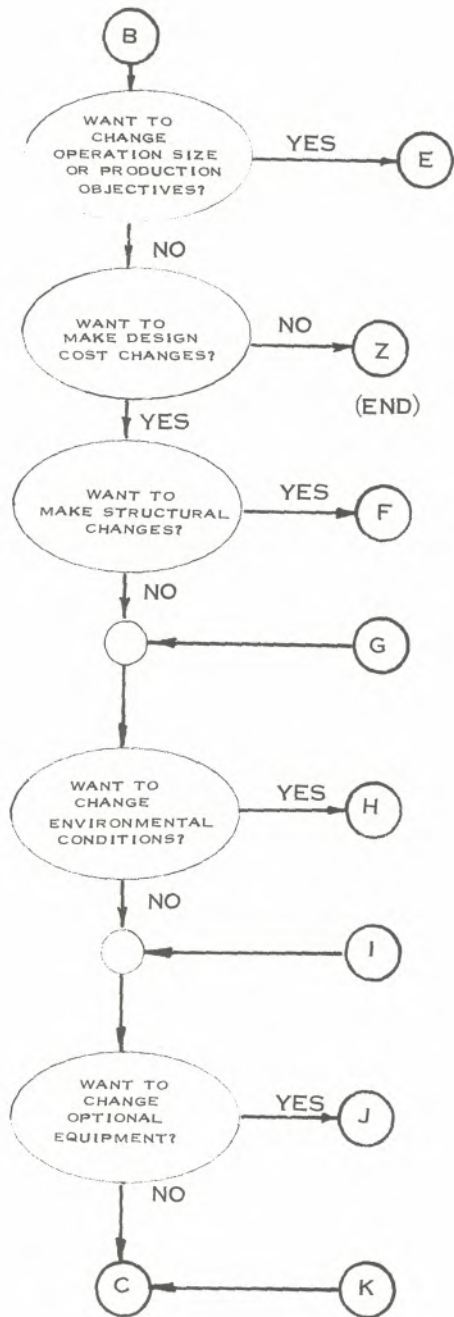 B
WANT TO
CHANGE
OPERATION SIZE
OR PRODUCTION
OBJECTIVES?
YES
E
NO
WANT TO
MAKE DESIGN
COST CHANGES?
NO
Z
(END)
YES
WANT TO
MAKE STRUCTURAL
CHANGES?
YES
F
NO
G
WANT TO
CHANGE
ENVIRONMENTAL
CONDITIONS?
YES
H
NO
I
WANT TO
CHANGE
OPTIONAL
EQUIPMENT?
YES
J
NO
C
K